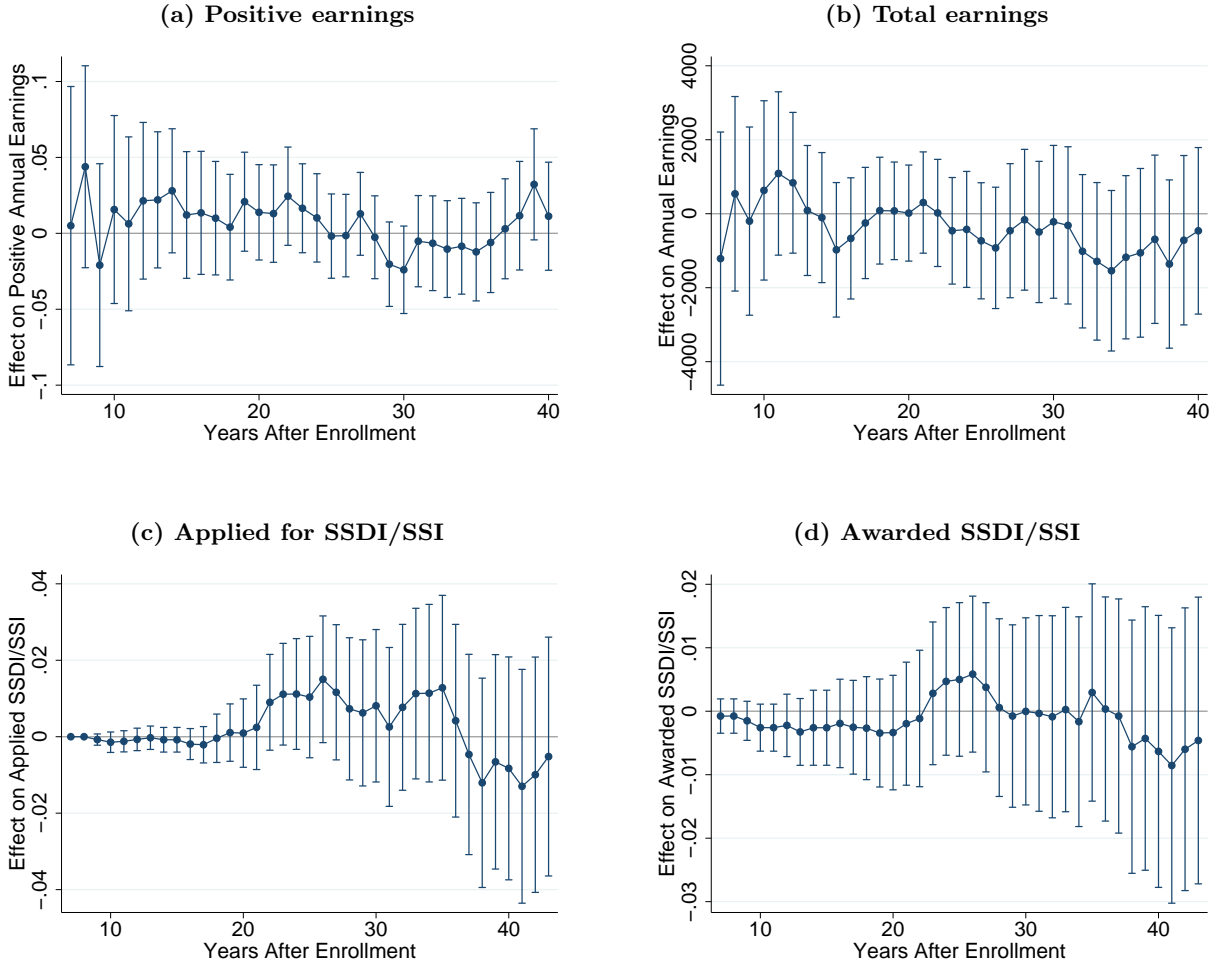 (a) Positive earnings
Effect on Positive Annual Earnings
.1
.05
0
−.05
−.1
10 20 30 40
Years After Enrollment
(b) Total earnings
Effect on Annual Earnings
4000
2000
0
−2000
−4000
10 20 30 40
Years After Enrollment
(c) Applied for SSDI/SSI
Effect on Applied SSDI/SSI
.04
.02
0
−.02
−.04
10 20 30 40
Years After Enrollment
(d) Awarded SSDI/SSI
Effect on Awarded SSDI/SSI
.02
.01
0
−.01
−.02
−.03
10 20 30 40
Years After Enrollment